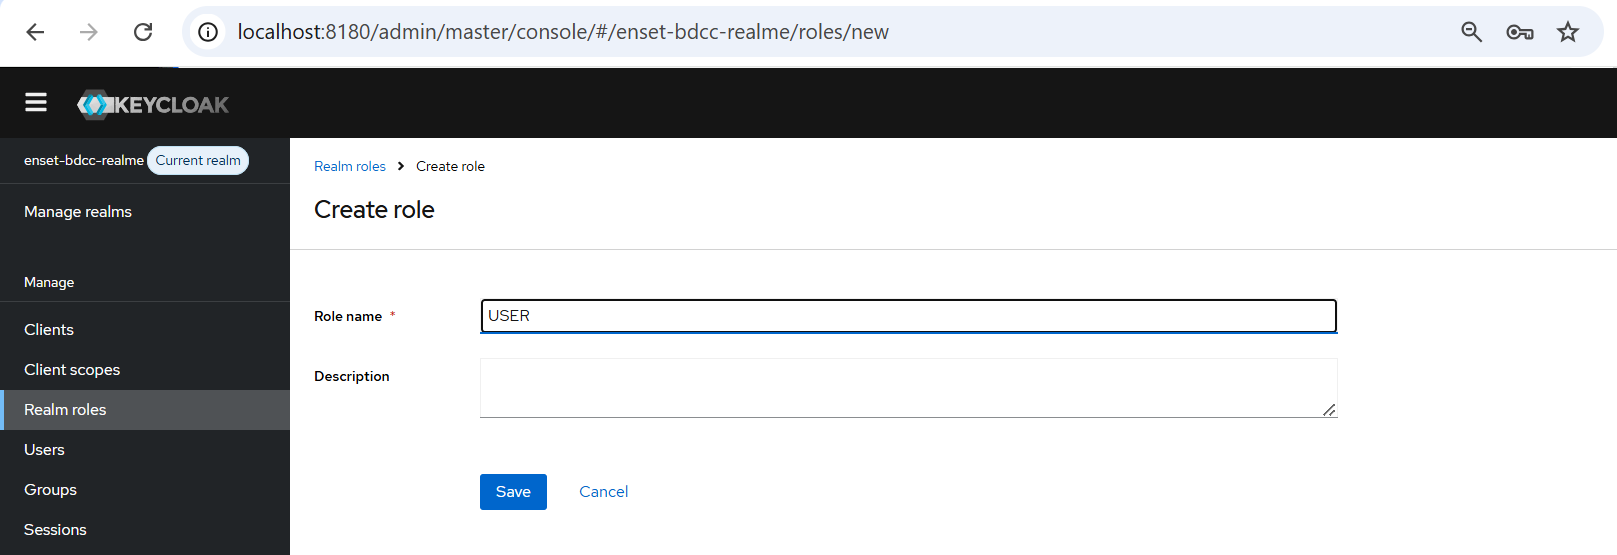 localhost:8180/admin/master/console/#/enset-bdcc-realme/roles/new
KEYCLOAK
enset-bdcc-realme Current realm
Manage realms
Manage
Clients
Client scopes
Realm roles
Users
Groups
Sessions
Realm roles > Create role
Create role
Role name *
USER
Description
Save Cancel